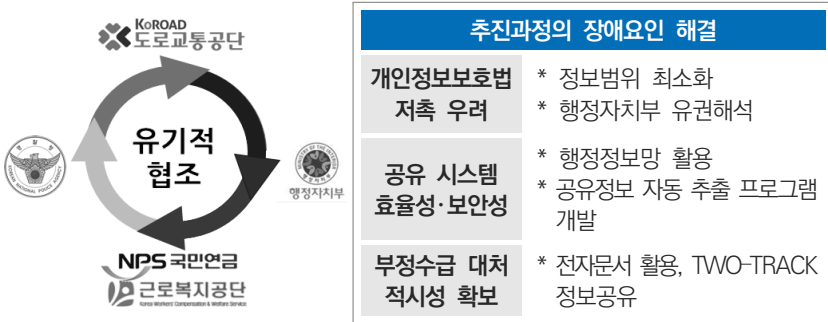 KoROAD
도로교통공단
유기적
협조
행정자치부
NPS 국민연금
근로복지공단
Korea Workers' Compensation & Welfare Service
추진과정의 장애요인 해결
개인정보보호법
저촉 우려
* 정보범위 최소화
* 행정자치부 유권해석
공유 시스템
효율성·보안성
* 행정정보망 활용
* 공유정보 자동 추출 프로그램
개발
부정수급 대처
적시성 확보
* 전자문서 활용, TWO-TRACK
정보공유